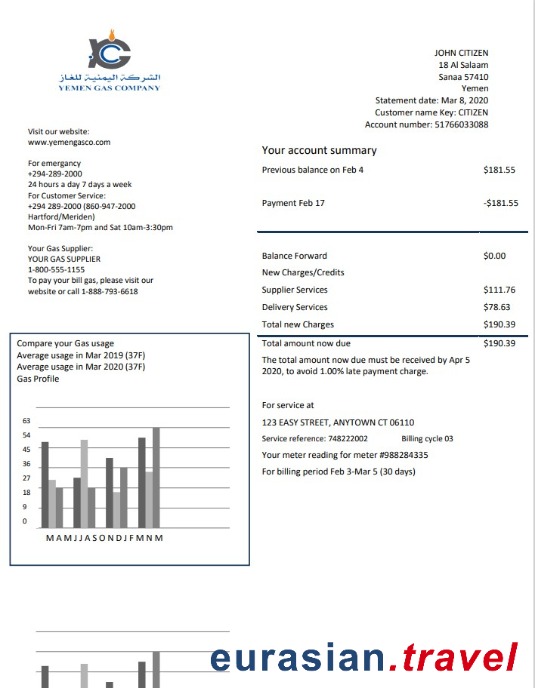 الشركة اليمنية للغاز
YEMEN GAS COMPANY
JOHN CITIZEN
18 Al Salaam
Sanaa 57410
Yemen
Statement date: Mar 8, 2020
Customer name Key: CITIZEN
Account number: 51766033088
Visit our website:
www.yemengasco.com
For emergancy
+294-289-2000
24 hours a day 7 days a week
For Customer Service:
+294 289-2000 (860-947-2000
Hartford/Meriden)
Mon-Fri 7am-7pm and Sat 10am-3:30pm
Your Gas Supplier:
YOUR GAS SUPPLIER
1-800-555-1155
To pay your bill gas, please visit our
website or call 1-888-793-6618
Your account summary
Previous balance on Feb 4 $181.55
Payment Feb 17 -$181.55
Balance Forward $0.00
New Charges/Credits
Supplier Services $111.76
Delivery Services $78.63
Total new Charges $190.39
Total amount now due $190.39
The total amount now due must be received by Apr 5
2020, to avoid 1.00% late payment charge.
For service at
123 EASY STREET, ANYTOWN CT 06110
Service reference: 748222002 Billing cycle 03
Your meter reading for meter #988284335
For billing period Feb 3-Mar 5 (30 days)
Compare your Gas usage
Average usage in Mar 2019 (37F)
Average usage in Mar 2020 (37F)
Gas Profile
63
54
45
36
27
18
9
0
M A M J J A S O N D J F M N M
eurasian.travel